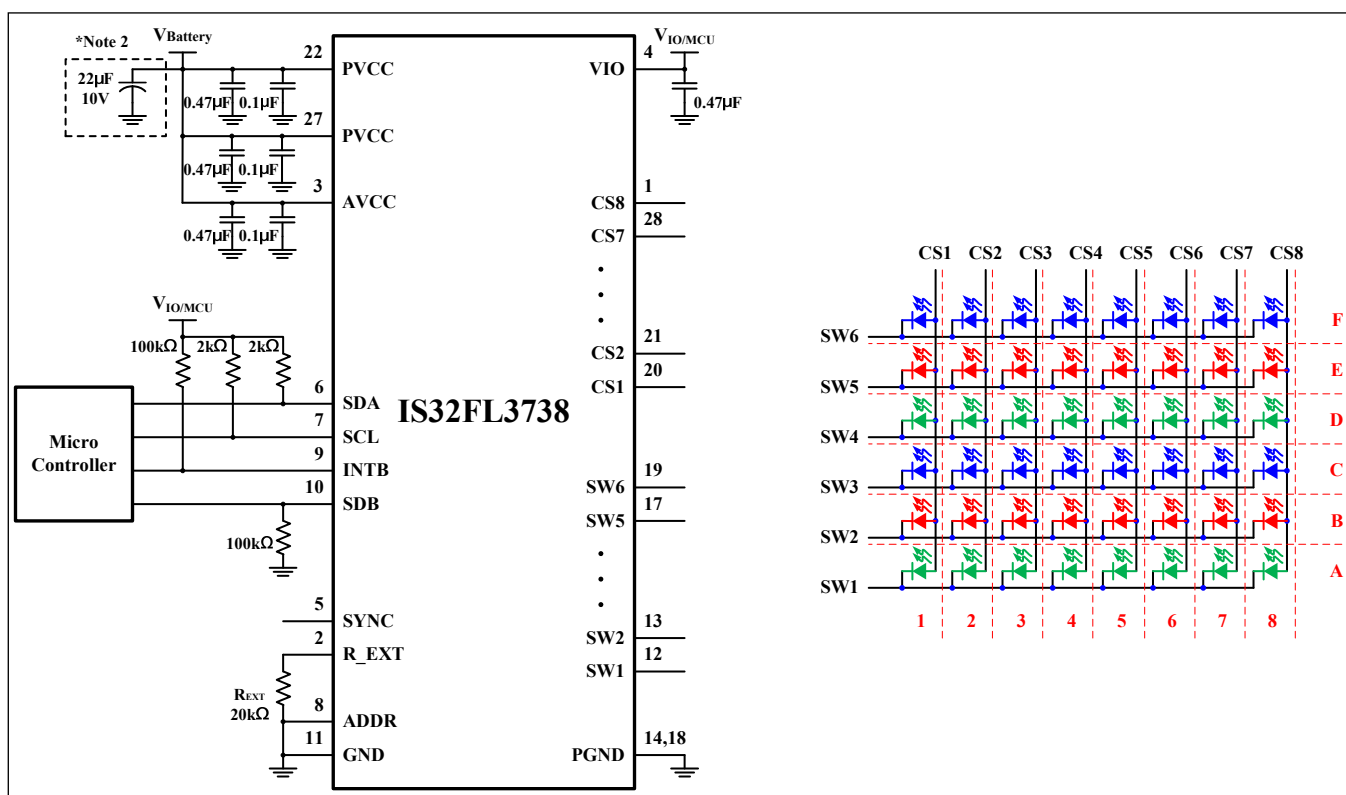 *Note 2
VBattery
22μF
10V
22
PVCC
0.47μF
0.1μF
27
PVCC
0.47μF
0.1μF
3
AVCC
0.47μF
0.1μF
VIO/MCU
100kΩ
2kΩ
2kΩ
Micro
Controller
6
SDA
7
SCL
9
INTB
10
SDB
100kΩ
5
SYNC
2
R_EXT
REXT
20kΩ
8
ADDR
11
GND
IS32FL3738
4
VIO
VIO/MCU
0.47μF
1
CS8
28
CS7
21
CS2
20
CS1
19
SW6
17
SW5
13
SW2
12
SW1
14,18
PGND
CS1 CS2 CS3 CS4 CS5 CS6 CS7 CS8
SW6 F
SW5 E
SW4 D
SW3 C
SW2 B
SW1 A
1 2 3 4 5 6 7 8